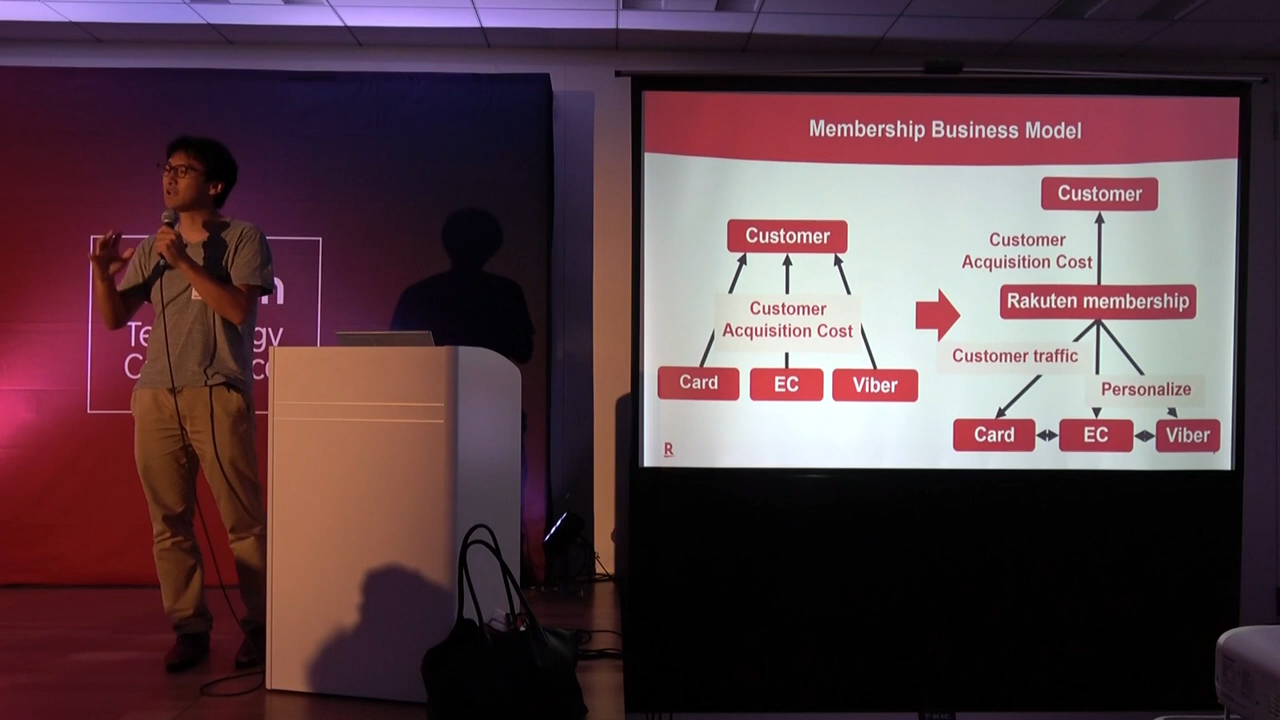 Membership Business Model
Customer
Customer
Acquisition Cost
Card
EC
Viber
Customer
Customer
Acquisition Cost
Rakuten membership
Customer traffic
Personalize
Card
EC
Viber
R